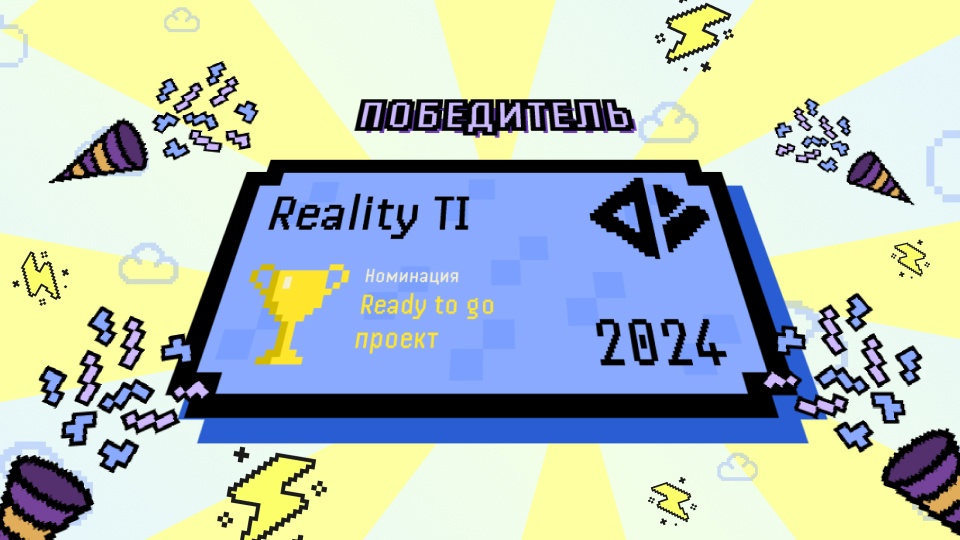 ПОБЕДИТЕЛЬ
Reality TI
Номинация
Ready to go
проект
2024